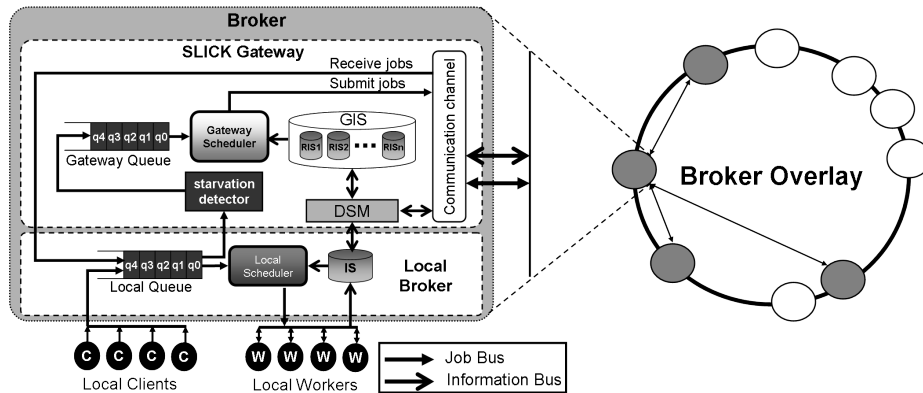 Broker
SLICK Gateway
Receive jobs
Submit jobs
Communication channel
GIS
RIS1 RIS2 RISn
Gateway Scheduler
q4 q3 q2 q1 q0
Gateway Queue
starvation detector
DSM
q4 q3 q2 q1 q0
Local Queue
Local Scheduler
IS
Local Broker
C C C C
Local Clients
W W W W
Local Workers
Job Bus
Information Bus
Broker Overlay